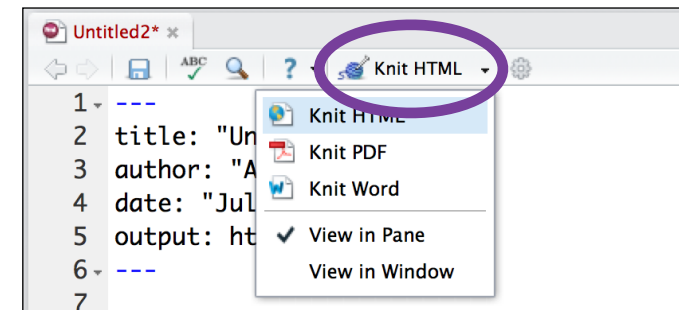 Untitled2*
ABC ? Knit HTML
1 ---
2 title: "Un
3 author: "A
4 date: "Jul
5 output: ht
6 ---
7
Knit HTML
Knit PDF
Knit Word
View in Pane
View in Window